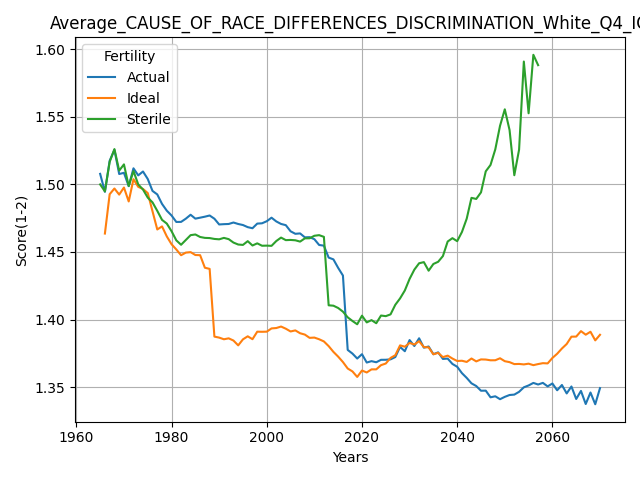 Average_CAUSE_OF_RACE_DIFFERENCES_DISCRIMINATION_White_Q4_IC
Fertility
Actual
Ideal
Sterile
1.60
1.55
1.50
1.45
1.40
1.35
Score(1-2)
1960
1980
2000
2020
2040
2060
Years